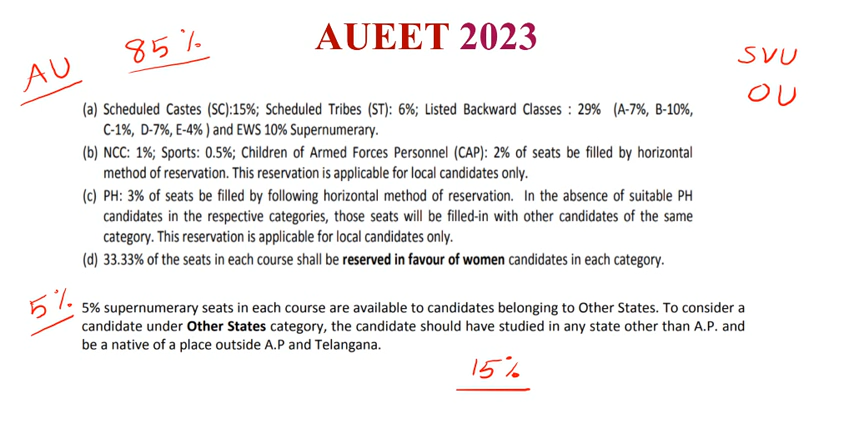 AUEET 2023
AU
85%
SVU
OU
(a) Scheduled Castes (SC):15%; Scheduled Tribes (ST): 6%; Listed Backward Classes : 29% (A-7%, B-10%,
C-1%, D-7%, E-4% ) and EWS 10% Supernumerary.
(b) NCC: 1%; Sports: 0.5%; Children of Armed Forces Personnel (CAP): 2% of seats be filled by horizontal
method of reservation. This reservation is applicable for local candidates only.
(c) PH: 3% of seats be filled by following horizontal method of reservation. In the absence of suitable PH
candidates in the respective categories, those seats will be filled-in with other candidates of the same
category. This reservation is applicable for local candidates only.
(d) 33.33% of the seats in each course shall be reserved in favour of women candidates in each category.
5%
5% supernumerary seats in each course are available to candidates belonging to Other States. To consider a
candidate under Other States category, the candidate should have studied in any state other than A.P. and
be a native of a place outside A.P and Telangana.
15%